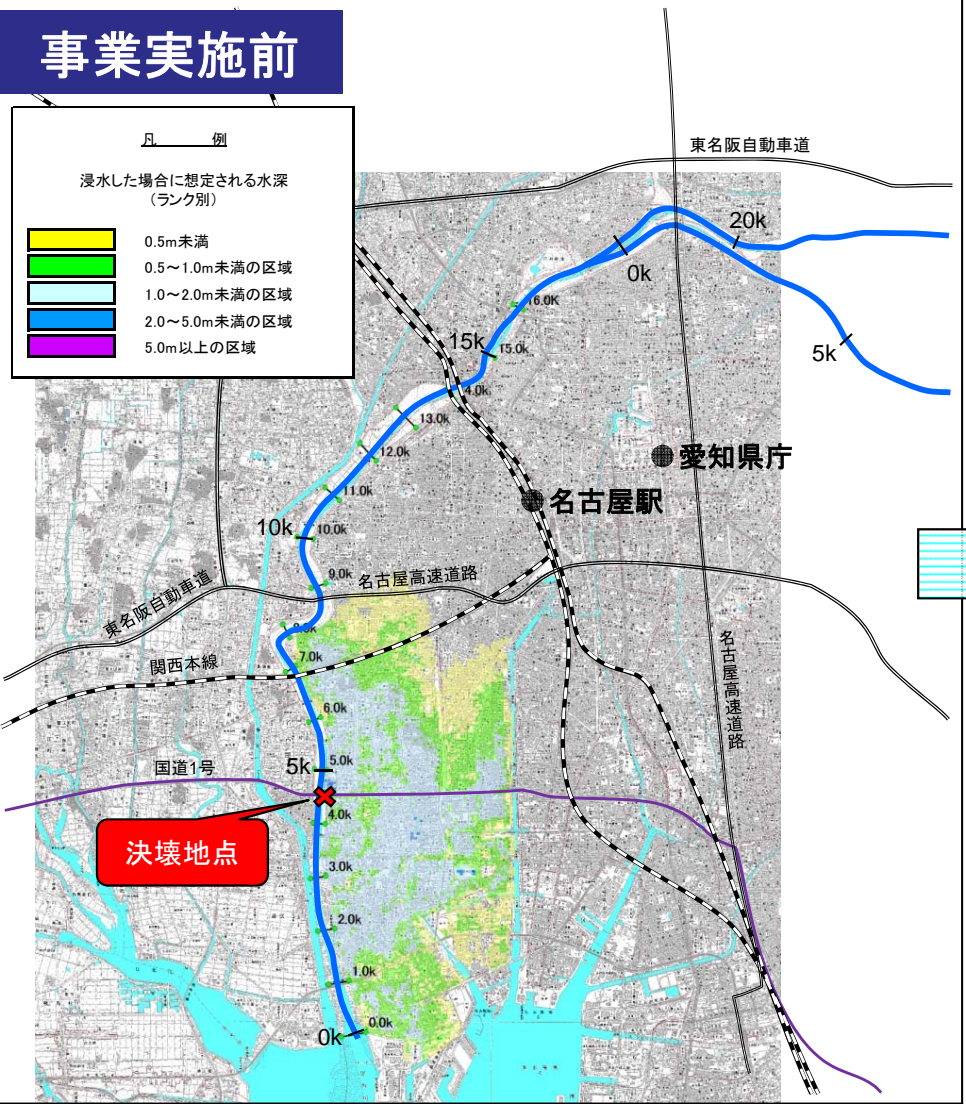 事業実施前
凡 例
浸水した場合に想定される水深
(ランク別)
0.5m未満
0.5～1.0m未満の区域
1.0～2.0m未満の区域
2.0～5.0m未満の区域
5.0m以上の区域
東名阪自動車道
20k
0k
16.0K
15k
15.0k
5k
4.0k
13.0k
12.0k
愛知県庁
11.0k
名古屋駅
10k
10.0k
9.0k
名古屋高速道路
東名阪自動車道
8.0k
名古屋高速道路
7.0k
関西本線
6.0k
5.0k
5k
国道1号
4.0k
決壊地点
3.0k
2.0k
1.0k
0.0k
0k